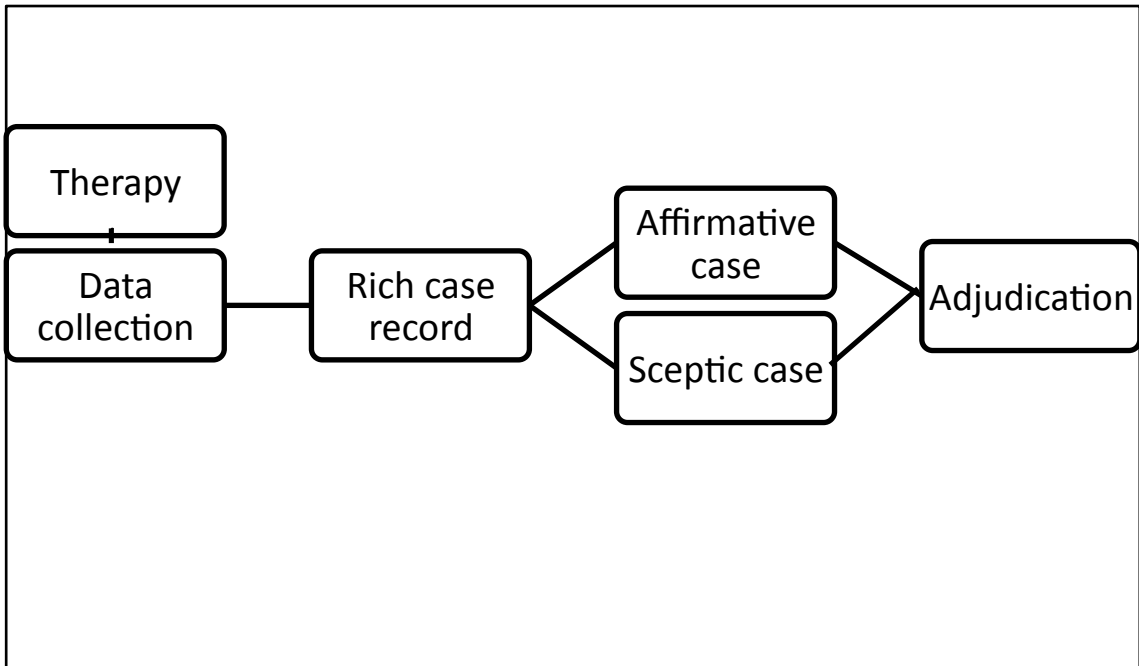 Therapy
Data
collection
Rich case
record
Affirmative
case
Sceptic case
Adjudication